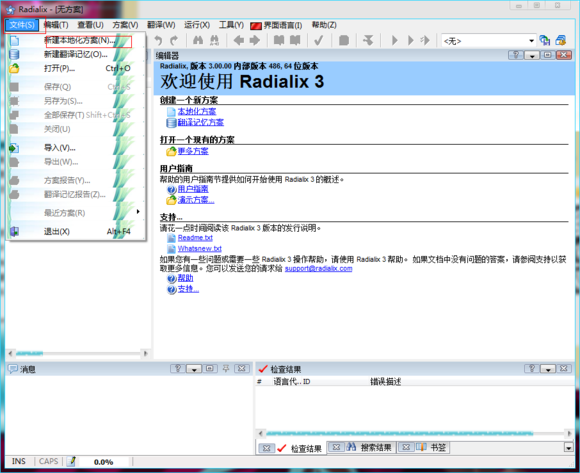 Radialix - [无方案]
文件(S) 编辑(T) 查看(U) 方案(V) 翻译(W) 运行(X) 工具(Y) 界面语言(I) 帮助(Z)
新建本地化方案(N)...
新建翻译记忆(O)...
打开(P)... Ctrl+O
保存(Q)
另存为(S)...
全部保存(T)
关闭(U)
导入(V)...
导出(W)...
方案报告(Y)...
翻译记忆报告(Z)...
最近方案(R)
退出(X) Alt+F4
<无>
编辑器
Radialix, 版本 3.00.00 内部版本 486, 64 位版本
欢迎使用 Radialix 3
创建一个新方案
本地化方案
翻译记忆方案
打开一个现有的方案
更多方案
用户指南
帮助的用户指南节提供如何开始使用 Radialix 3 的概述。
用户指南
演示方案...
支持...
请花一点时间阅读该 Radialix 3 版本的发行说明。
Readme.txt
Whatsnew.txt
如果您有一些问题或需要一些 Radialix 3 操作帮助，请使用 Radialix 3 帮助。如果文档中没有问题的答案，请参阅支持以获
取更多信息。您可以发送您的请求给 support@radialix.com
帮助
支持...
消息
检查结果
# 语言代.. ID 错误描述
检查结果 搜索结果 书签
INS CAPS 0.0%